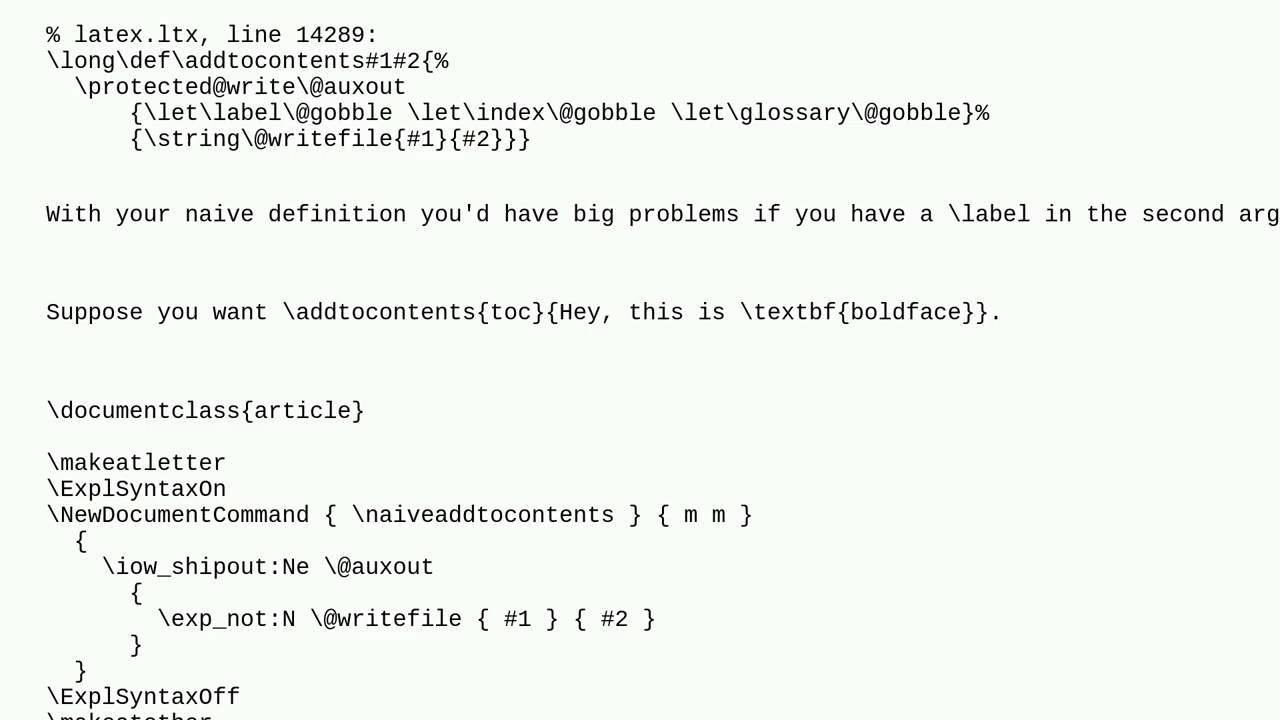 % latex.ltx, line 14289:
\long\def\addtocontents#1#2{%
  \protected@write\@auxout
      {\let\label\@gobble \let\index\@gobble \let\glossary\@gobble}%
      {\string\@writefile{#1}{#2}}}
With your naive definition you'd have big problems if you have a \label in the second arg
Suppose you want \addtocontents{toc}{Hey, this is \textbf{boldface}}.
\documentclass{article}
\makeatletter
\ExplSyntaxOn
\NewDocumentCommand { \naiveaddtocontents } { m m }
  {
    \iow_shipout:Ne \@auxout
      {
        \exp_not:N \@writefile { #1 } { #2 }
      }
  }
\ExplSyntaxOff
\makeatother